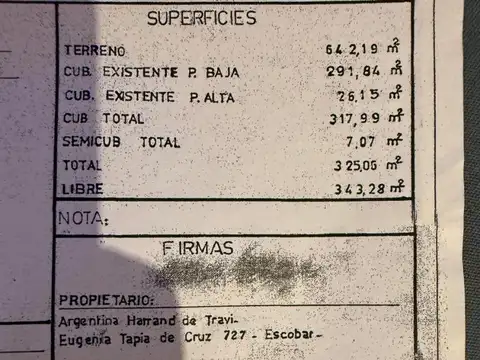 SUPERFICIES
TERRENO 642,19 m²
CUB. EXISTENTE P. BAJA 291,84 m²
CUB. EXISTENTE P.ALTA 26,15 m²
CUB TOTAL 317,99 m²
SEMICUB TOTAL 7,07 m²
TOTAL 325,06 m²
LIBRE 343,28 m²
NOTA:
FIRMAS
PROPIETARIO:
Argentina Harrand de Travi-
Eugenia Tapia de Cruz 727 - Escobar-